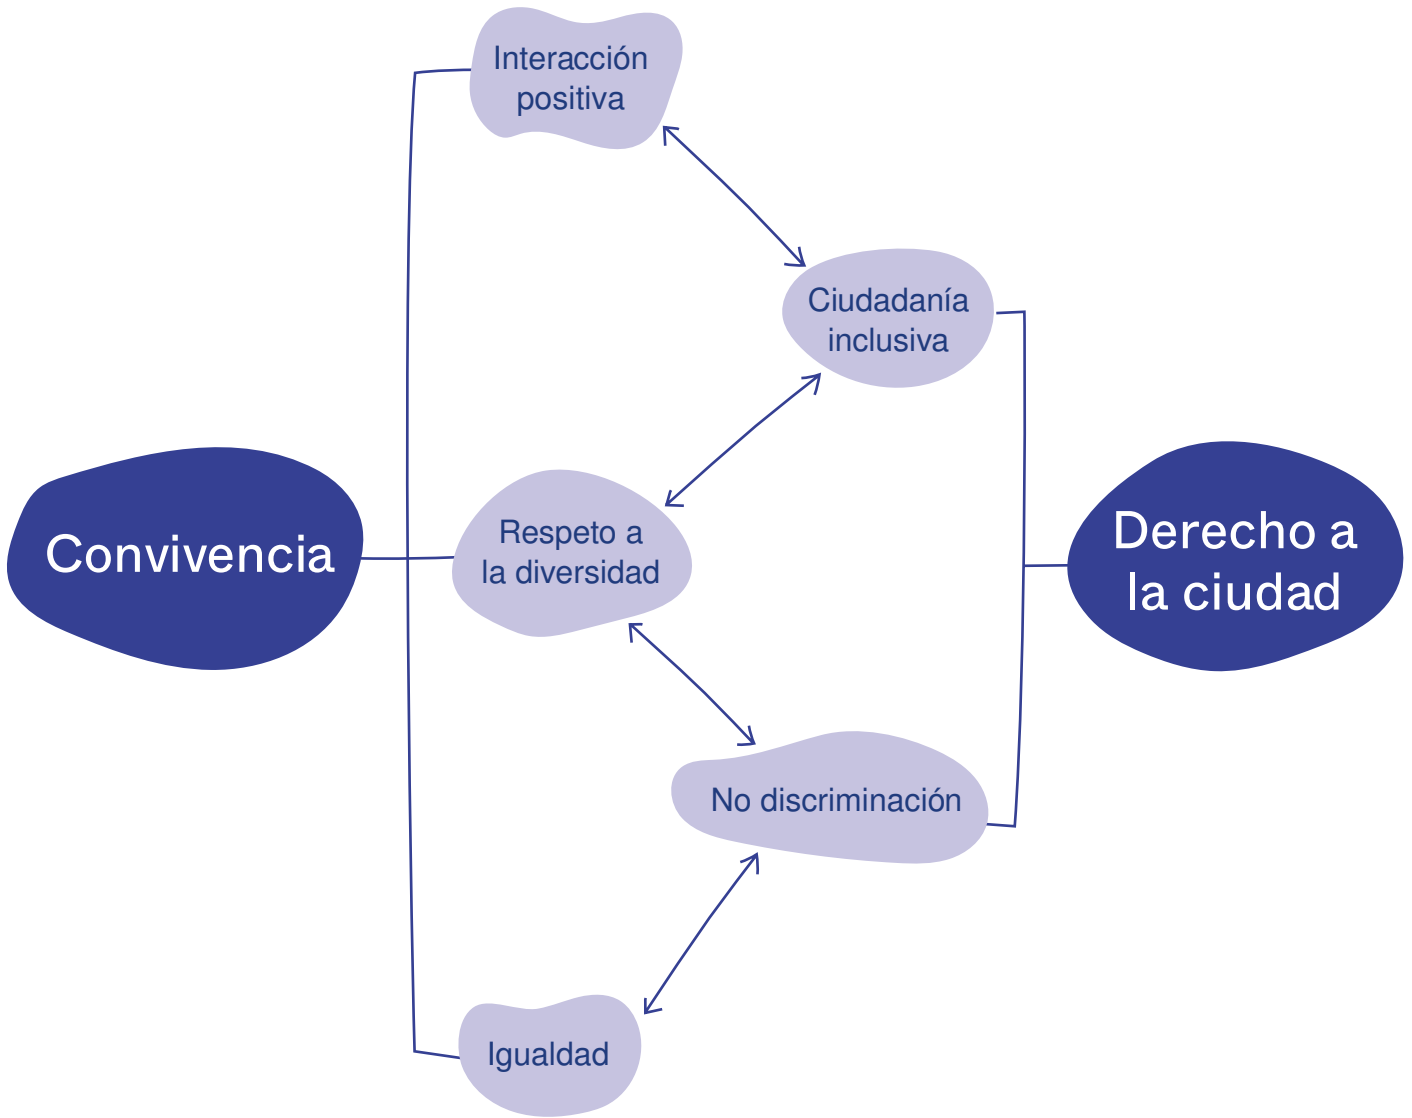 Interacción
positiva
Ciudadanía
inclusiva
Convivencia
Respeto a
la diversidad
Derecho a
la ciudad
No discriminación
Igualdad